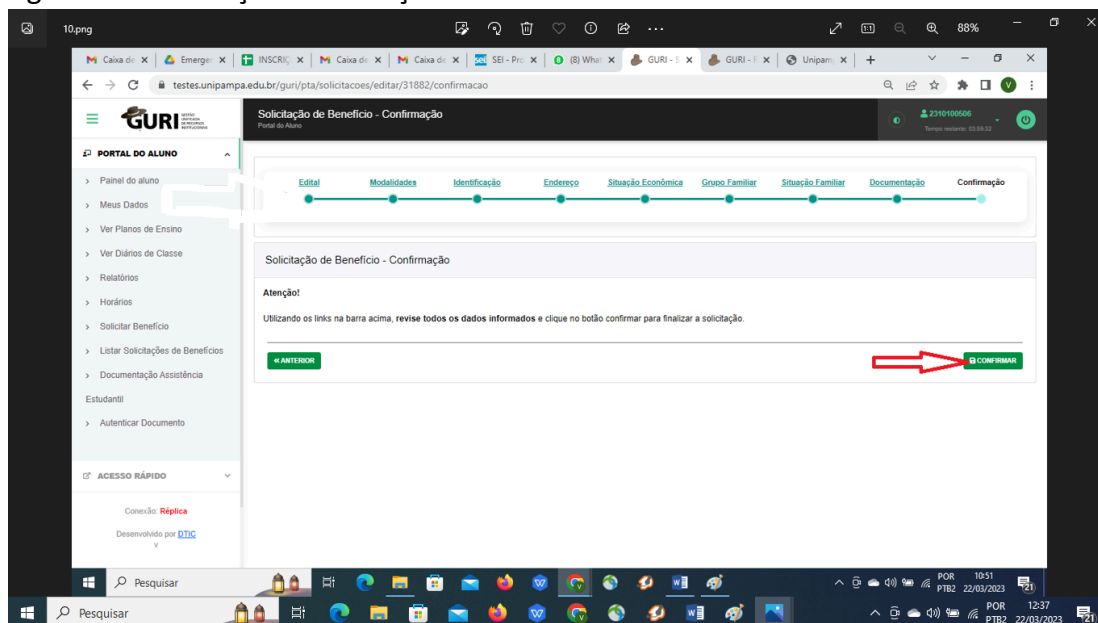 10.png
88%
Caixa de
Emergen
INSCRIÇ
Caixa de
Caixa de
SEI - Pro
(8) What
GURI - S
GURI - F
Unipamp
testes.unipampa.edu.br/guri/pta/solicitacoes/editar/31882/confirmacao
GURI
Solicitação de Benefício - Confirmação
Portal do Aluno
2310100506
Tempo restante: 03:59:52
PORTAL DO ALUNO
Painel do aluno
Meus Dados
Ver Planos de Ensino
Ver Diários de Classe
Relatórios
Horários
Solicitar Benefício
Listar Solicitações de Benefícios
Documentação Assistência
Estudantil
Autenticar Documento
ACESSO RÁPIDO
Conexão: Réplica
Desenvolvido por DTIC
Edital
Modalidades
Identificação
Endereço
Situação Econômica
Grupo Familiar
Situação Familiar
Documentação
Confirmação
Solicitação de Benefício - Confirmação
Atenção!
Utilizando os links na barra acima, revise todos os dados informados e clique no botão confirmar para finalizar a solicitação.
« ANTERIOR
CONFIRMAR
Pesquisar
POR 10:51
PTB2 22/03/2023
21
Pesquisar
POR 12:37
PTB2 22/03/2023
21